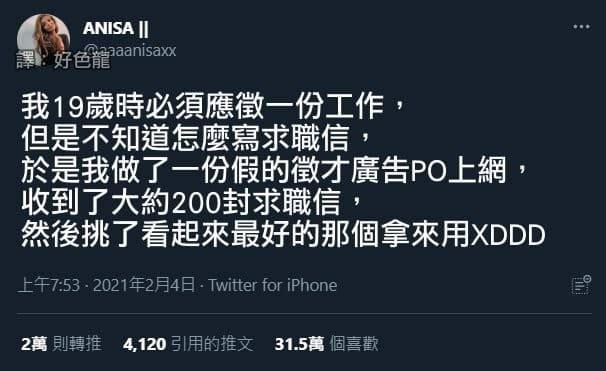 ANISA ||
@aaaanisaxx
譯：好色龍
我19歲時必須應徵一份工作，
但是不知道怎麼寫求職信，
於是我做了一份假的徵才廣告PO上網，
收到了大約200封求職信，
然後挑了看起來最好的那個拿來用XDDD
上午7:53 · 2021年2月4日 · Twitter for iPhone
2萬 則轉推 4,120 引用的推文 31.5萬 個喜歡